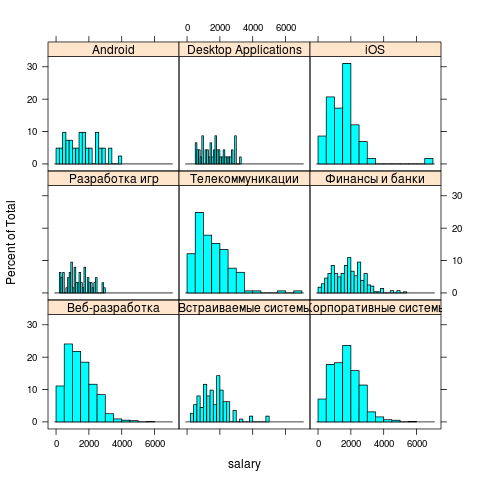 0 2000 4000 6000
Android Desktop Applications iOS
30
20
10
0
Разработка игр Телекоммуникации Финансы и банки
30
20
10
0
Веб-разработка Встраиваемые системы Корпоративные системы
30
20
10
0
0 2000 4000 6000 0 2000 4000 6000
Percent of Total
salary